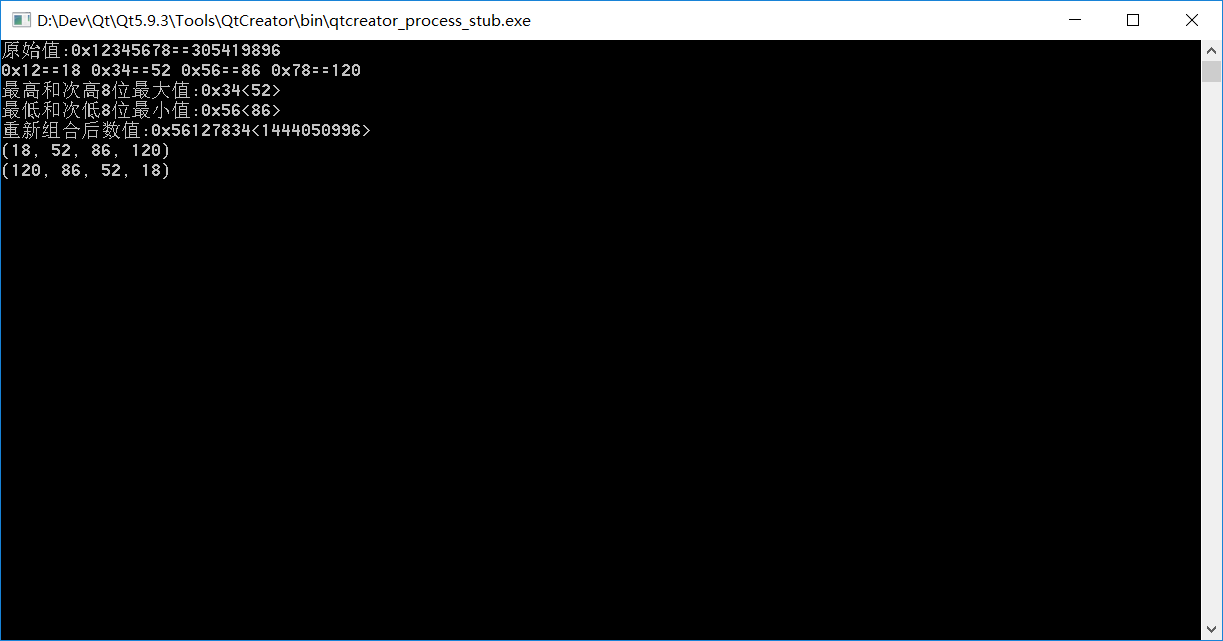 D:\Dev\Qt\Qt5.9.3\Tools\QtCreator\bin\qtcreator_process_stub.exe
原始值:0x12345678==305419896
0x12==18 0x34==52 0x56==86 0x78==120
最高和次高8位最大值:0x34<52>
最低和次低8位最小值:0x56<86>
重新组合后数值:0x56127834<1444050996>
(18, 52, 86, 120)
(120, 86, 52, 18)